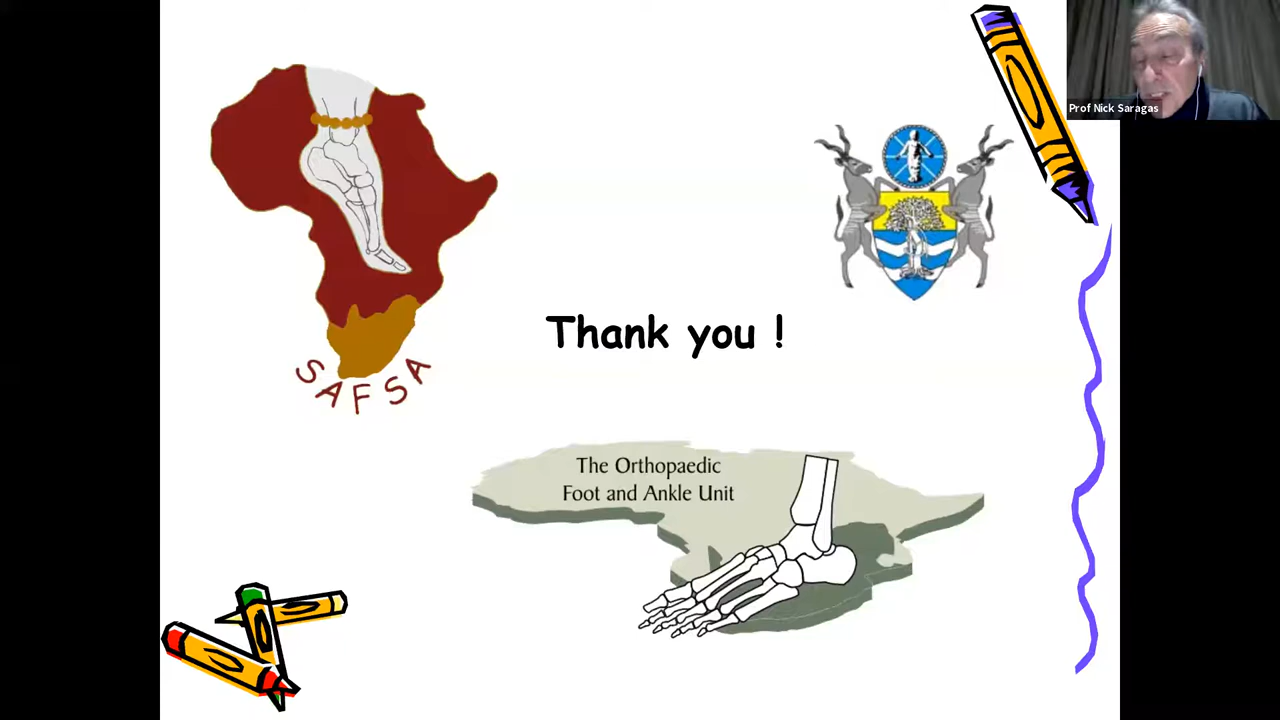 Prof Nick Saragas
SAFSA
Thank you !
The Orthopaedic
Foot and Ankle Unit